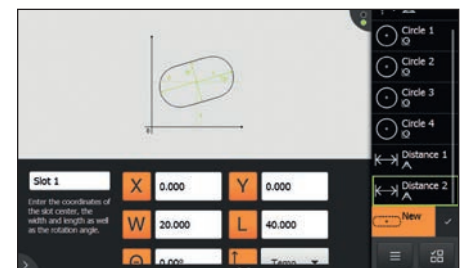 Circle 1
Circle 2
Circle 3
Circle 4
Distance 1
Distance 2
New
Slot 1
Enter the coordinates of
the slot center, the
width and length as well
as the rotation angle.
X 0.000 Y 0.000
W 20.000 L 40.000
Θ 0.00° Temp